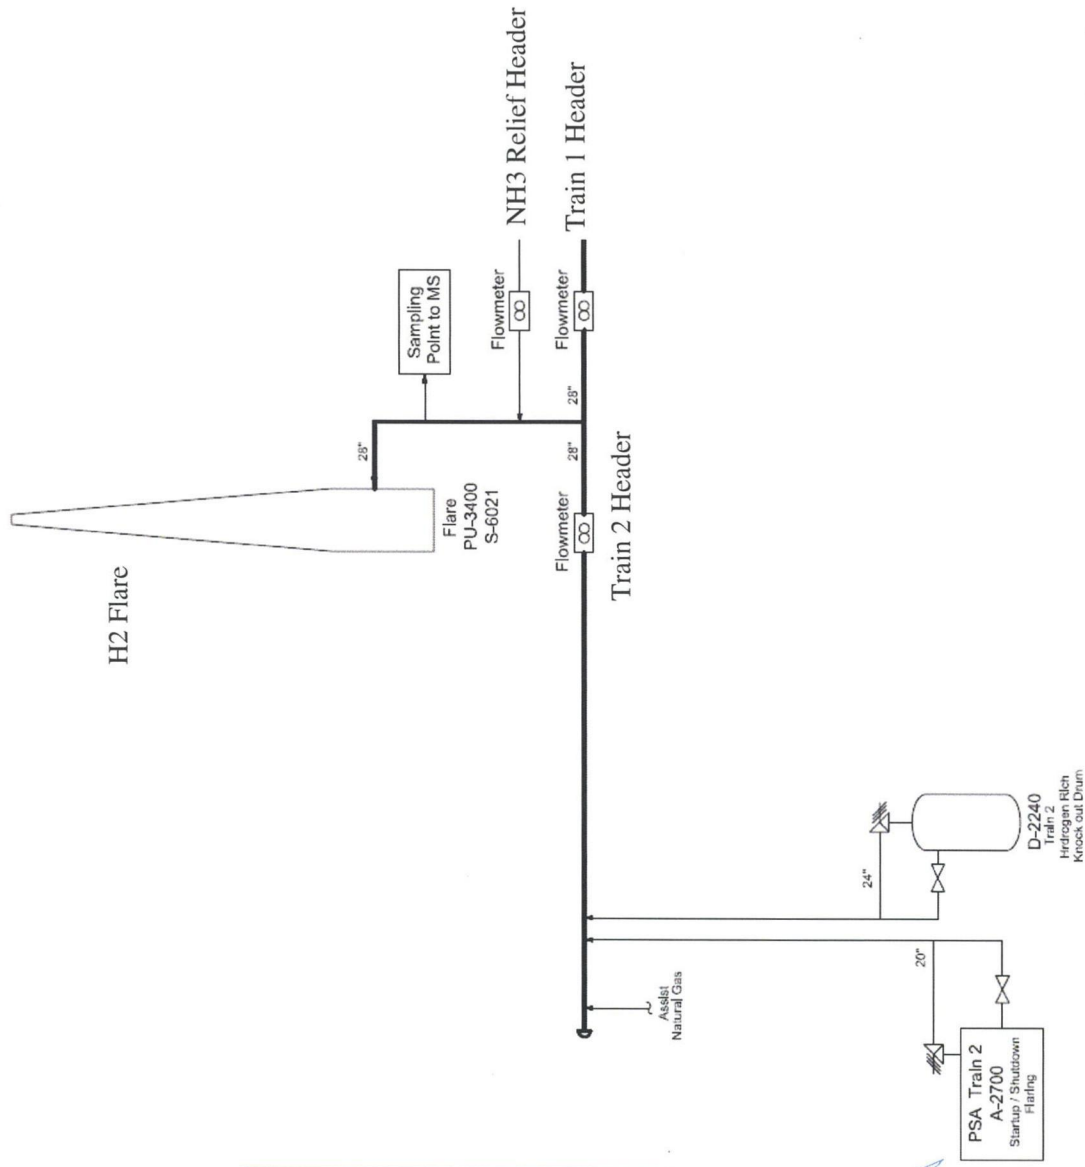 H2 Flare
Flare
PU-3400
S-6021
28"
Sampling
Point to MS
NH3 Relief Header
Flowmeter
Train 1 Header
Flowmeter
28"
28"
Flowmeter
Train 2 Header
Assist
Natural Gas
24"
D-2240
Train 2
Hrdrogen Rich
Knock out Drum
20"
PSA Train 2
A-2700
Startup / Shutdown
Flaring